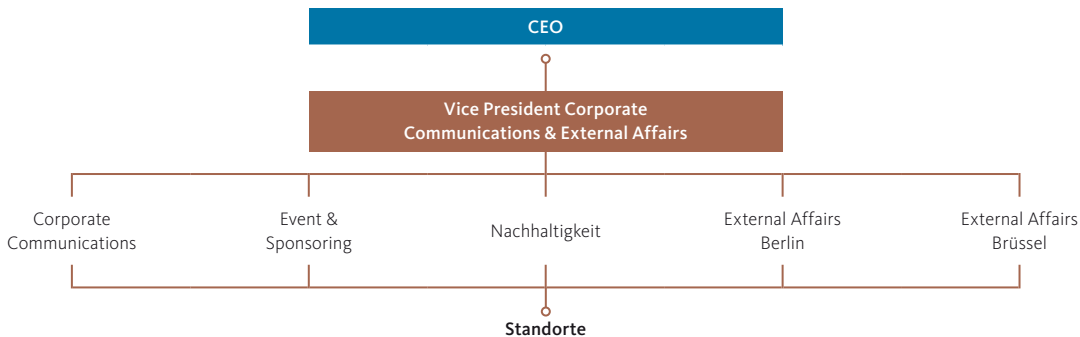 CEO
Vice President Corporate
Communications & External Affairs
Corporate
Communications
Event &
Sponsoring
Nachhaltigkeit
External Affairs
Berlin
External Affairs
Brüssel
Standorte